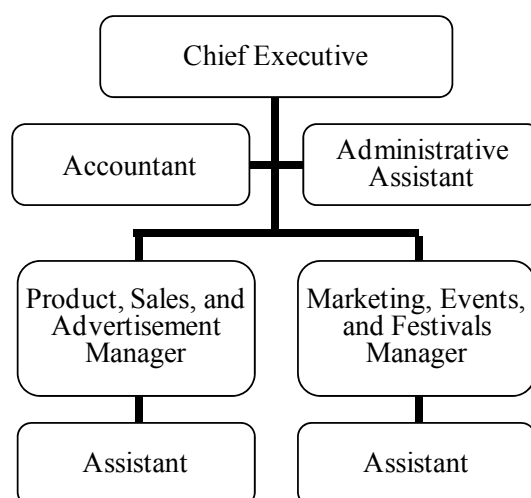 Chief Executive
Accountant
Administrative
Assistant
Product, Sales, and
Advertisement
Manager
Marketing, Events,
and Festivals
Manager
Assistant
Assistant